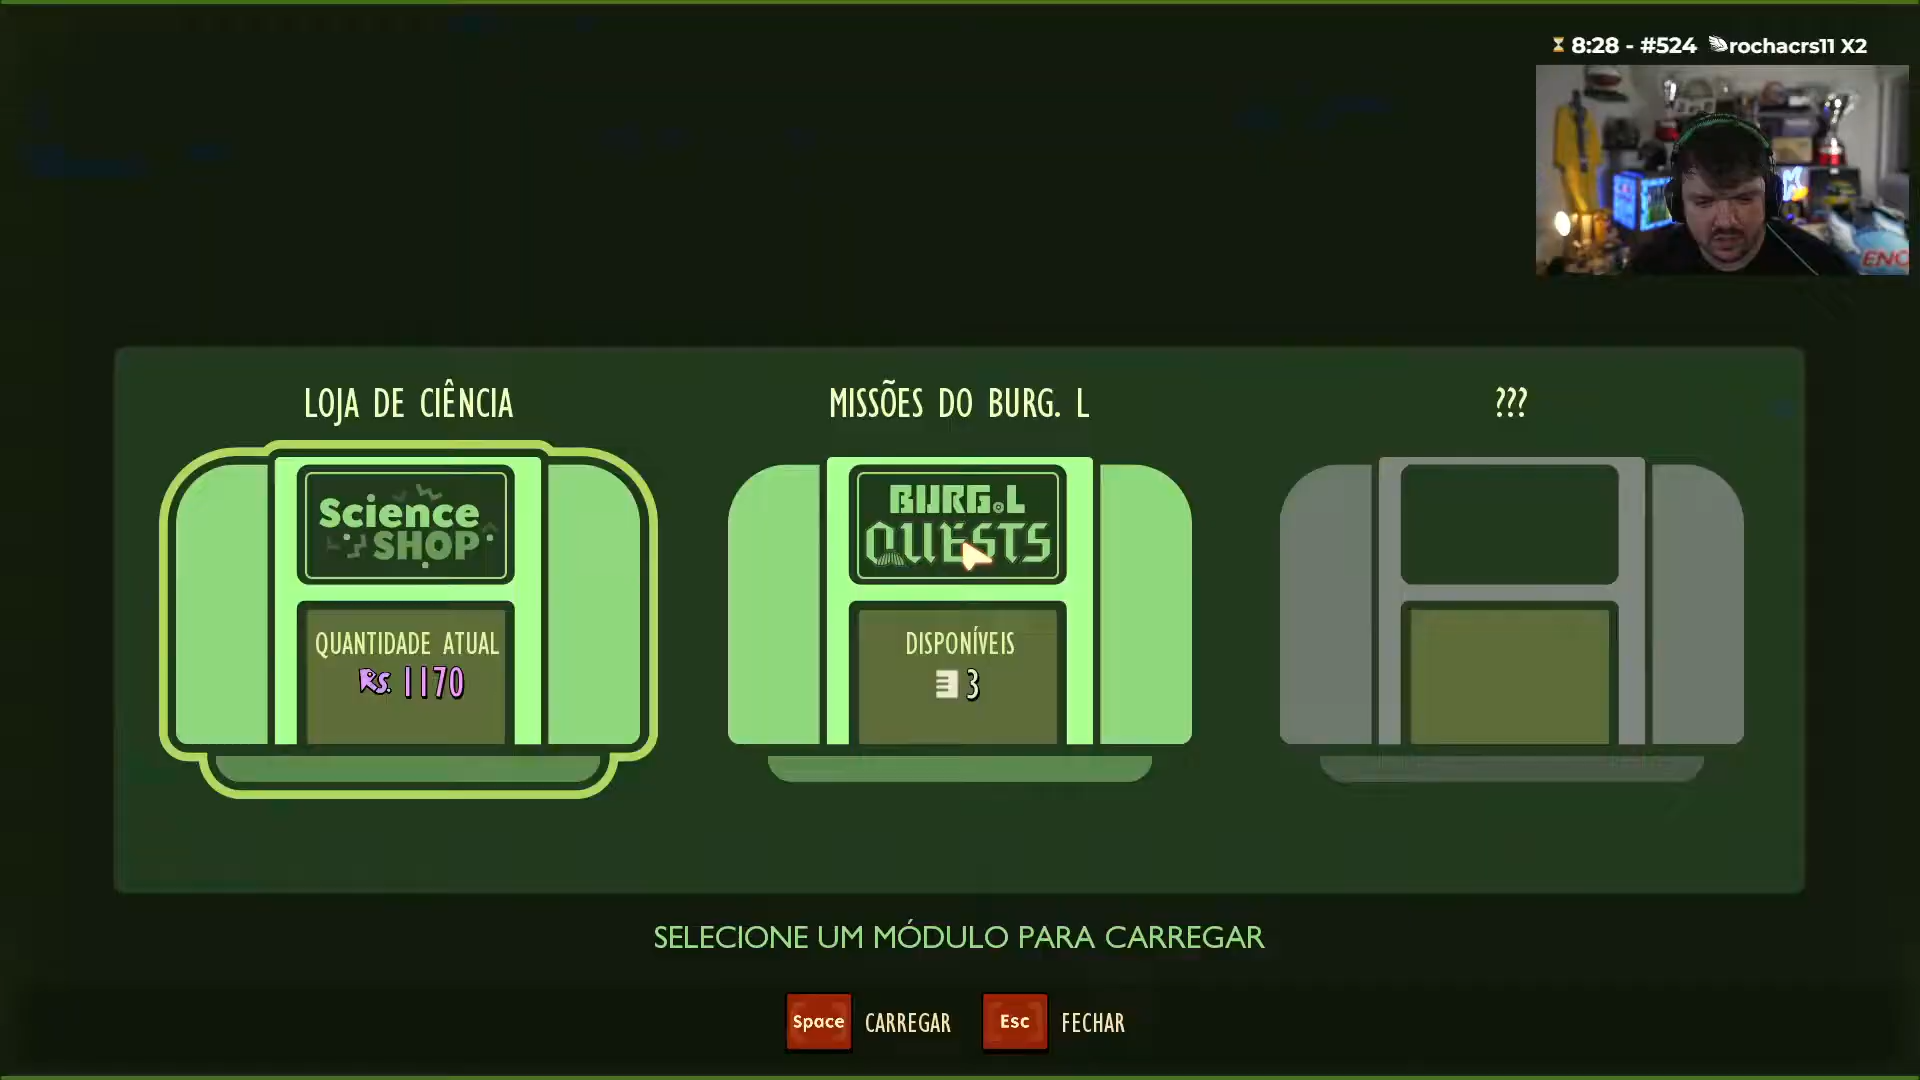 8:28 - #524 rochacrs11 X2
ENO
LOJA DE CIÊNCIA
MISSÕES DO BURG. L
???
Science
SHOP
BURG.L
QUESTS
QUANTIDADE ATUAL
RS. 1170
DISPONÍVEIS
3
SELECIONE UM MÓDULO PARA CARREGAR
Space CARREGAR Esc FECHAR